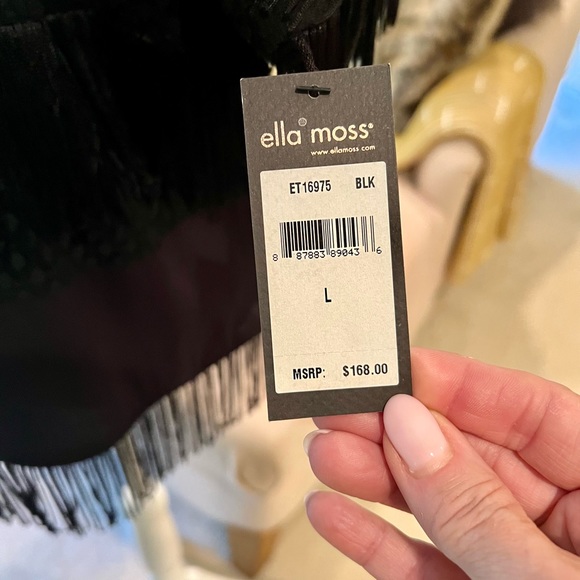 ella moss®
www.ellamoss.com
ET16975 BLK
8 87883 89043 6
L
MSRP: $168.00